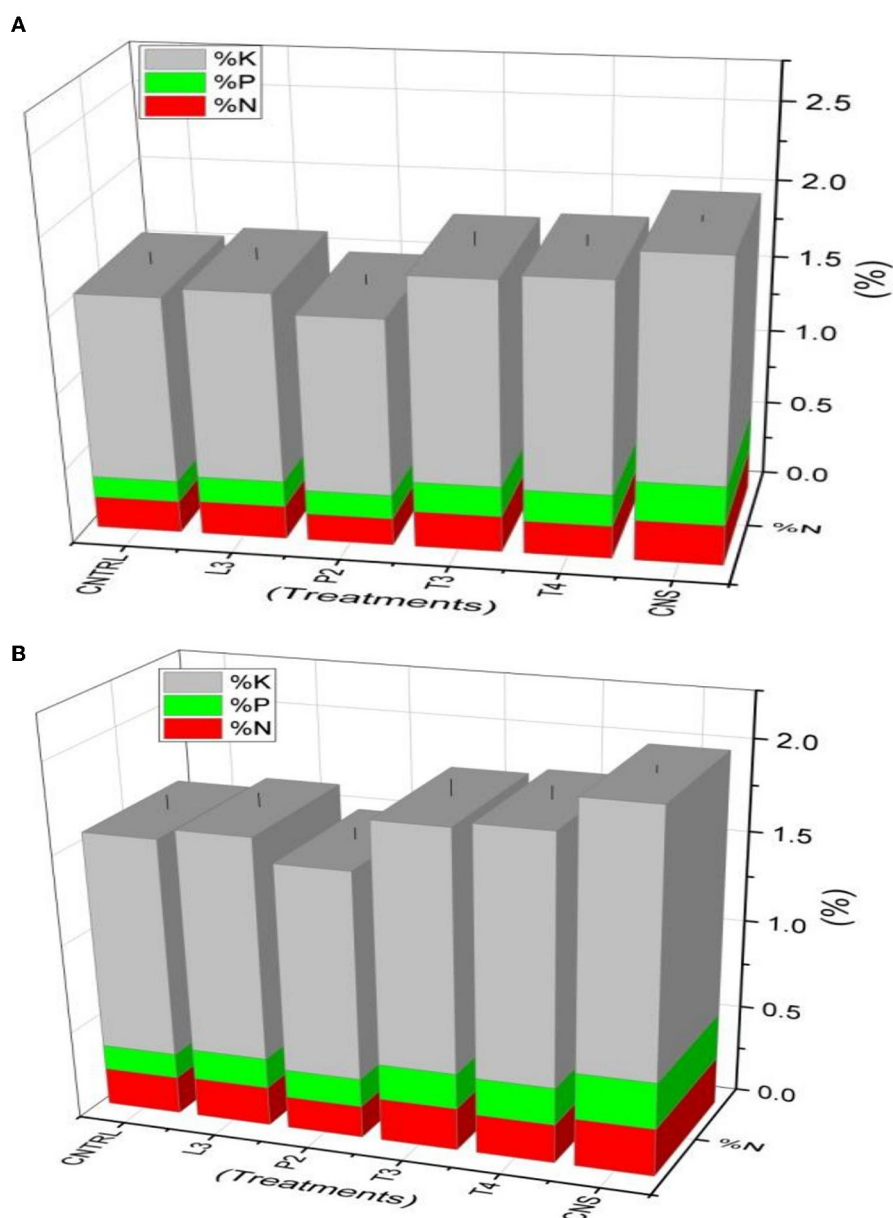 A
%K
%P
%N
2.5
2.0
1.5
1.0
0.5
0.0
(%)
%N
CNTRL
L3
P2
T3
T4
CNS
(Treatments)
B
%K
%P
%N
2.0
1.5
1.0
0.5
0.0
(%)
%N
CNTRL
L3
P2
T3
T4
CNS
(Treatments)